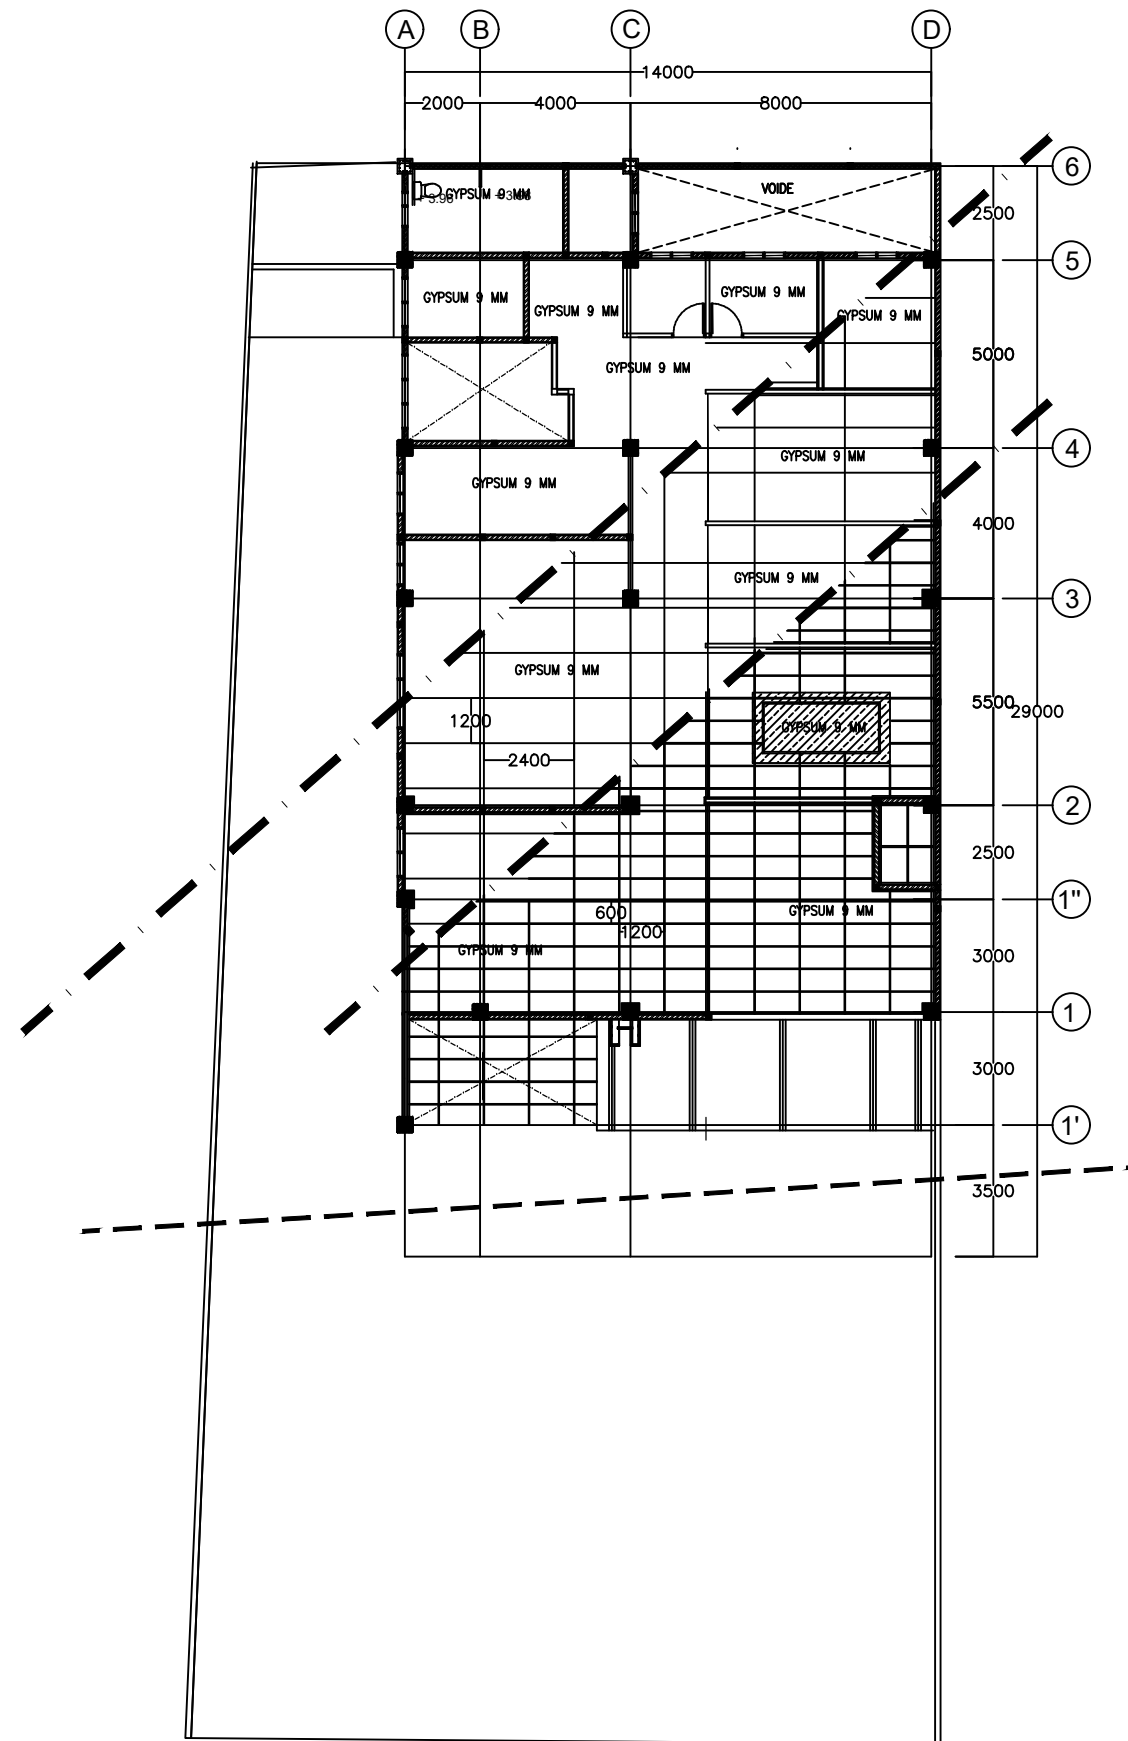 A B C D
14000
2000 4000 8000
6
GYPSUM 9 MM VOIDE
2500
5
GYPSUM 9 MM GYPSUM 9 MM GYPSUM 9 MM GYPSUM 9 MM
5000
GYPSUM 9 MM
4
GYPSUM 9 MM
GYPSUM 9 MM
4000
GYPSUM 9 MM
3
GYPSUM 9 MM
5500 29000
1200
GYPSUM 9 MM
2400
2
2500
1"
600 GYPSUM 9 MM
1200
GYPSUM 9 MM
3000
1
3000
1'
3500